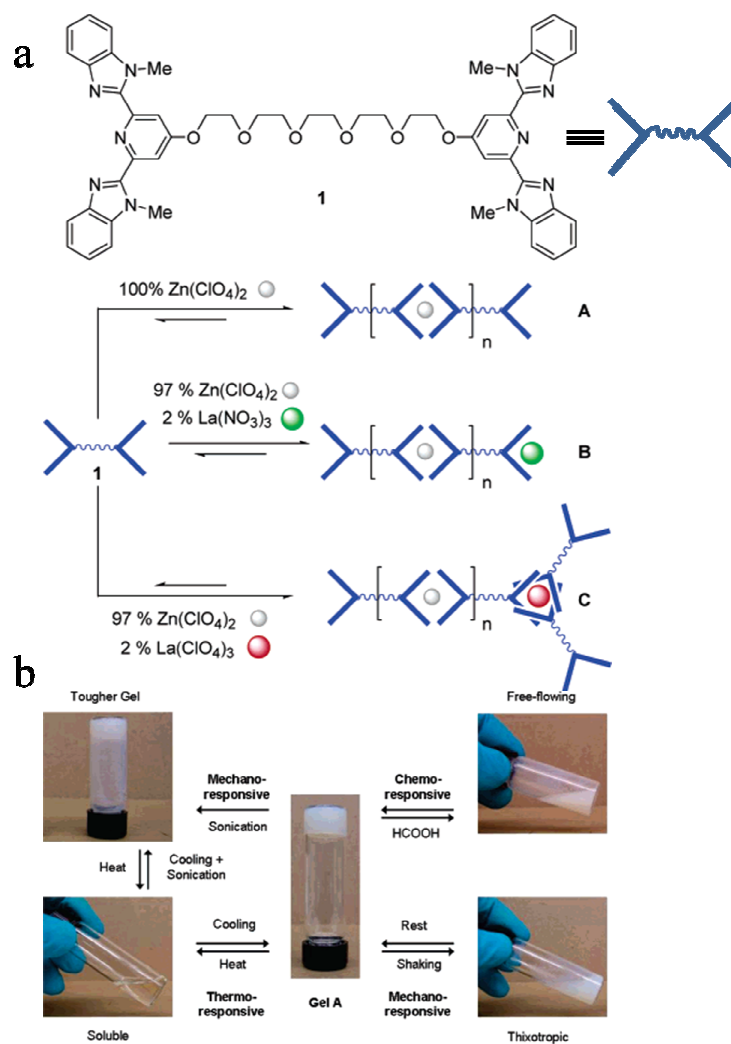 a
N
Me
Me
N
N
N
N
O
O
O
O
O
O
N
N
N
N
N
Me
1
Me
N
100% Zn(ClO4)2
A
n
97 % Zn(ClO4)2
2 % La(NO3)3
B
1
n
C
97 % Zn(ClO4)2
n
2 % La(ClO4)3
b
Tougher Gel
Free-flowing
Mechano-
responsive
Chemo-
responsive
Sonication
HCOOH
Heat
Cooling +
Sonication
Cooling
Rest
Heat
Shaking
Thermo-
responsive
Gel A
Mechano-
responsive
Soluble
Thixotropic